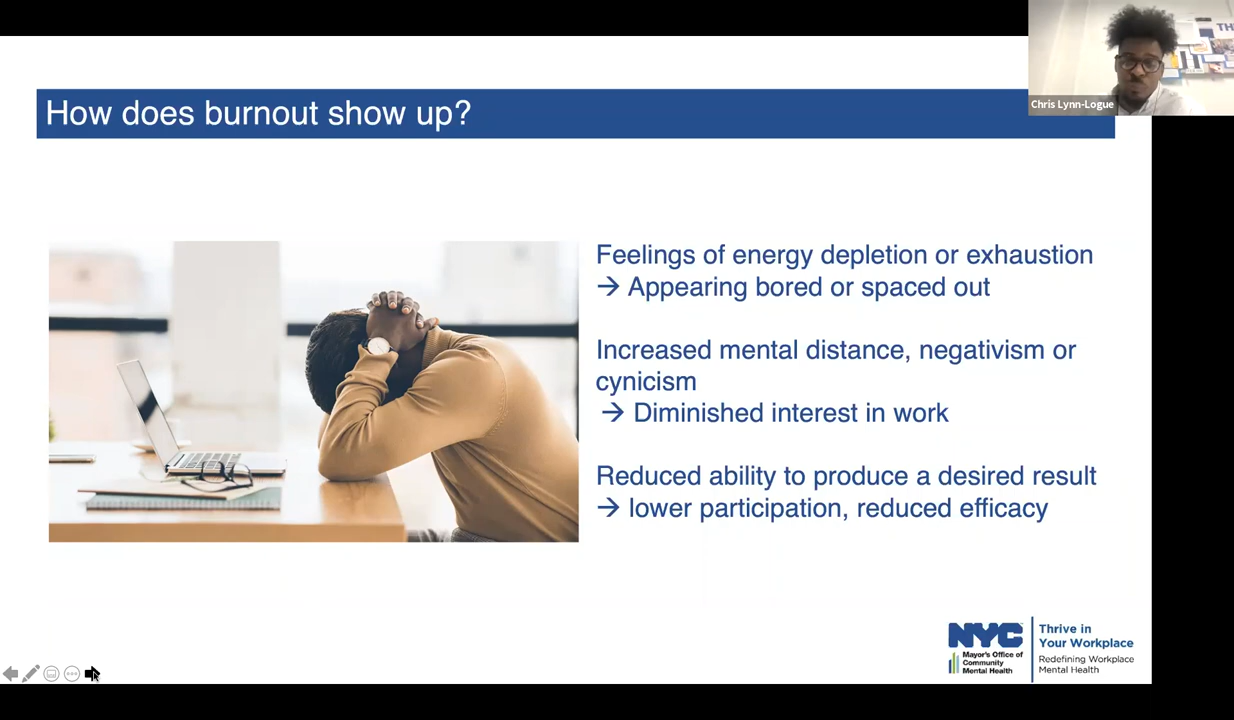 How does burnout show up?
Chris Lynn-Logue
Feelings of energy depletion or exhaustion
→ Appearing bored or spaced out
Increased mental distance, negativism or
cynicism
→ Diminished interest in work
Reduced ability to produce a desired result
→ lower participation, reduced efficacy
NYC
Mayor's Office of
Community
Mental Health
Thrive in
Your Workplace
Redefining Workplace
Mental Health
TH